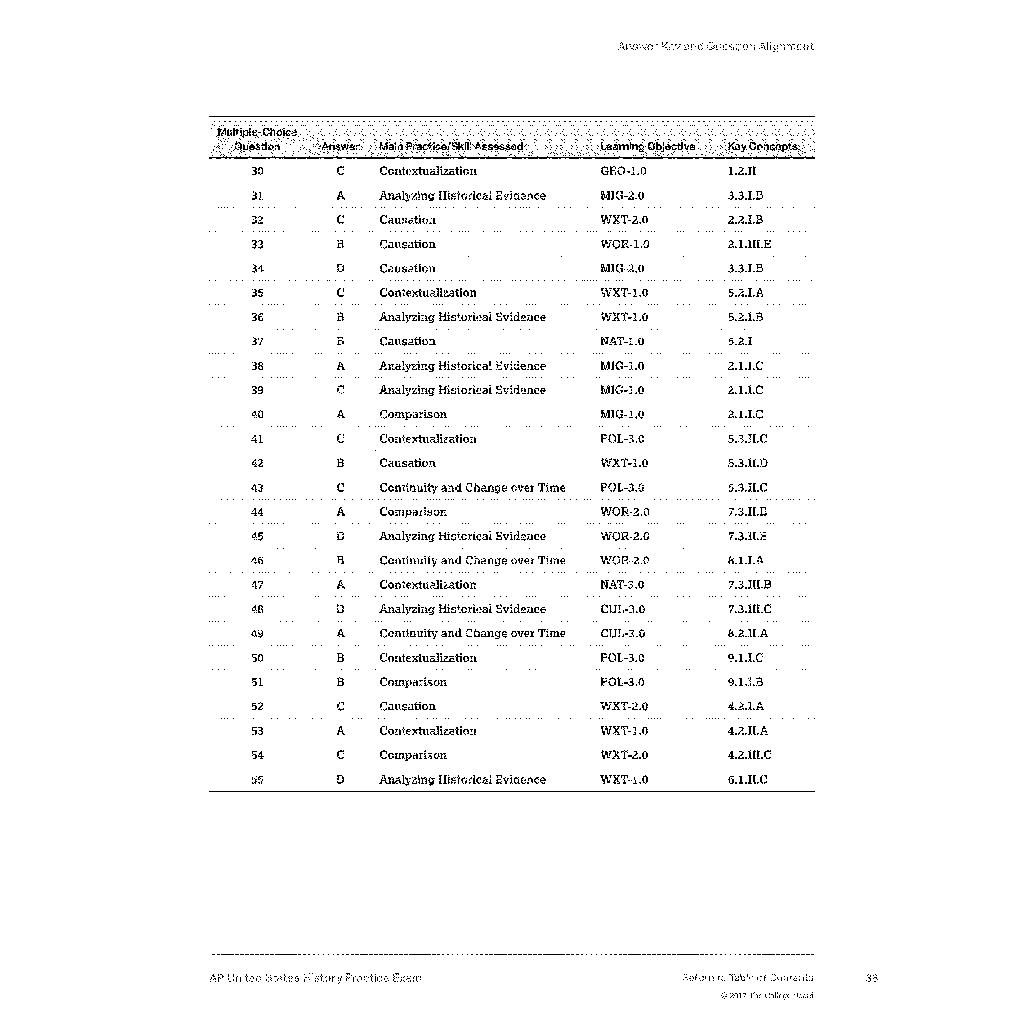 Answer Key and Question Alignment
Multiple-Choice
Question Answer Main Practice/Skill Assessed Learning Objective Key Concepts
30 C Contextualization GEO-1.0 1.2.II
31 A Analyzing Historical Evidence MIG-2.0 3.3.I.B
32 C Causation WXT-2.0 2.2.I.B
33 B Causation WOR-1.0 2.1.III.E
34 D Causation MIG-2.0 3.3.I.B
35 C Contextualization WXT-1.0 5.2.I.A
36 B Analyzing Historical Evidence WXT-1.0 5.2.I.B
37 B Causation NAT-1.0 5.2.I
38 A Analyzing Historical Evidence MIG-1.0 2.1.I.C
39 C Analyzing Historical Evidence MIG-1.0 2.1.I.C
40 A Comparison MIG-1.0 2.1.I.C
41 C Contextualization POL-3.0 5.3.II.C
42 B Causation WXT-1.0 5.3.II.D
43 C Continuity and Change over Time POL-3.0 5.3.II.C
44 A Comparison WOR-2.0 7.3.II.E
45 D Analyzing Historical Evidence WOR-2.0 7.3.II.E
46 B Continuity and Change over Time WOR-2.0 8.1.I.A
47 A Contextualization NAT-3.0 7.3.III.B
48 D Analyzing Historical Evidence CUL-3.0 7.3.III.C
49 A Continuity and Change over Time CUL-3.0 8.2.II.A
50 B Contextualization POL-3.0 9.1.I.C
51 B Comparison POL-3.0 9.1.I.B
52 C Causation WXT-2.0 4.2.I.A
53 A Contextualization WXT-1.0 4.2.II.A
54 C Comparison WXT-2.0 4.2.III.C
55 D Analyzing Historical Evidence WXT-1.0 6.1.II.C
AP United States History Practice Exam Return to Table of Contents 36
© 2017 The College Board